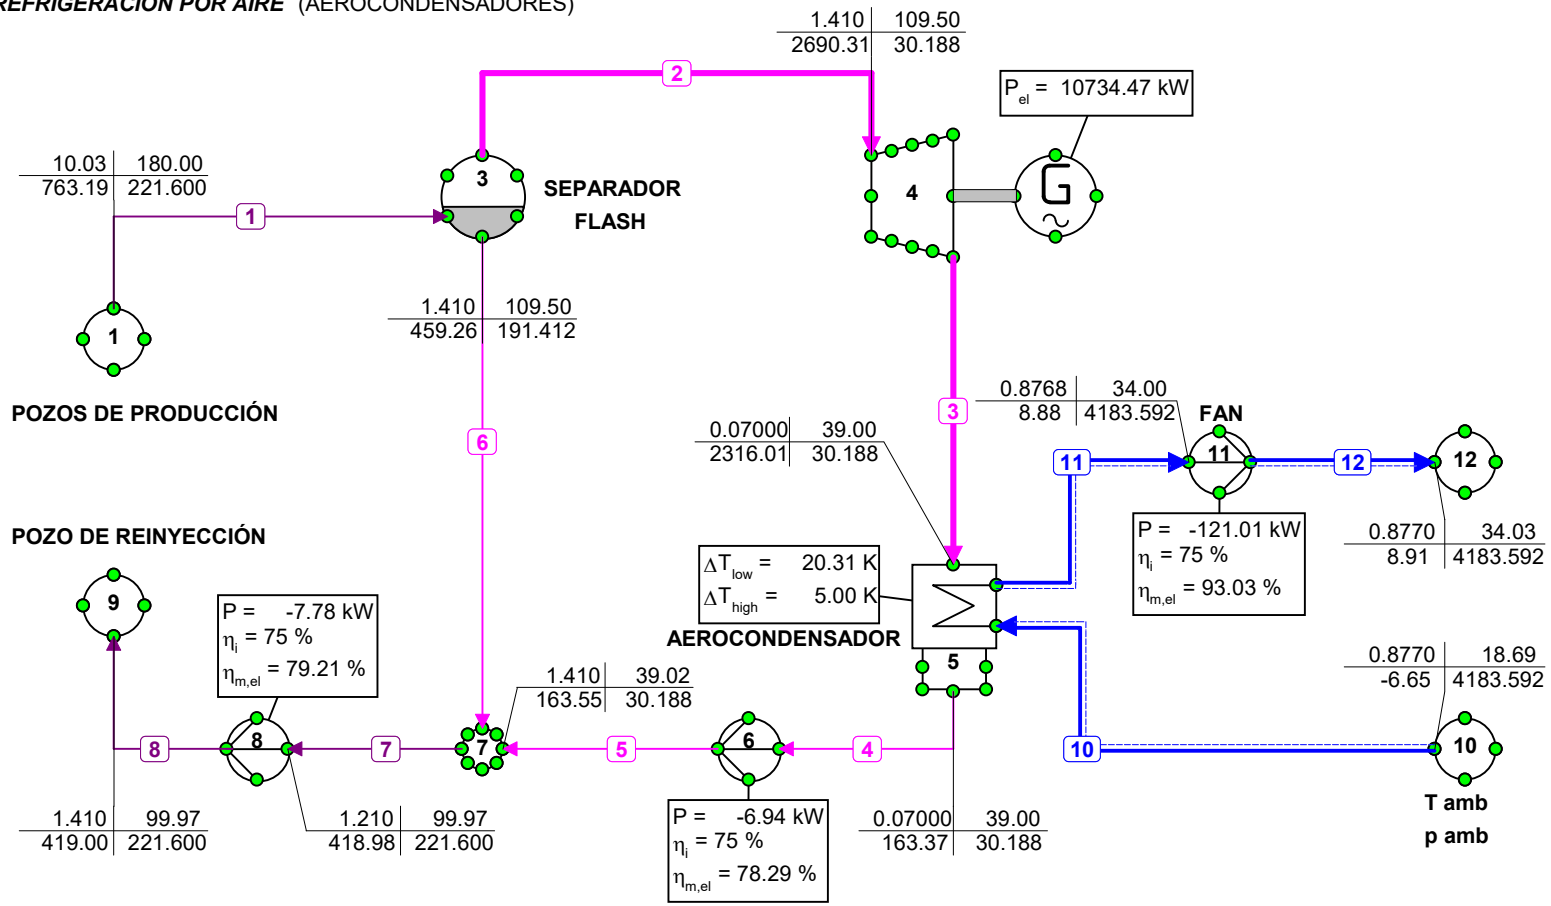 REFRIGERACIÓN POR AIRE (AEROCONDENSADORES)
1.410 109.50
2690.31 30.188
2
P el = 10734.47 kW
10.03 180.00
763.19 221.600
3
SEPARADOR
FLASH
4
G
1
1.410 109.50
459.26 191.412
1
POZOS DE PRODUCCIÓN
0.8768 34.00
8.88 4183.592
FAN
3
0.07000 39.00
2316.01 30.188
6
11
11
12
12
POZO DE REINYECCIÓN
0.8770 34.03
8.91 4183.592
P = -121.01 kW
ηi = 75 %
ηm,el = 93.03 %
ΔT low = 20.31 K
ΔT high = 5.00 K
AEROCONDENSADOR
9
P = -7.78 kW
ηi = 75 %
ηm,el = 79.21 %
5
0.8770 18.69
-6.65 4183.592
1.410 39.02
163.55 30.188
8
8
7
7
5
6
4
10
10
T amb
p amb
1.410 99.97
419.00 221.600
1.210 99.97
418.98 221.600
P = -6.94 kW
ηi = 75 %
ηm,el = 78.29 %
0.07000 39.00
163.37 30.188